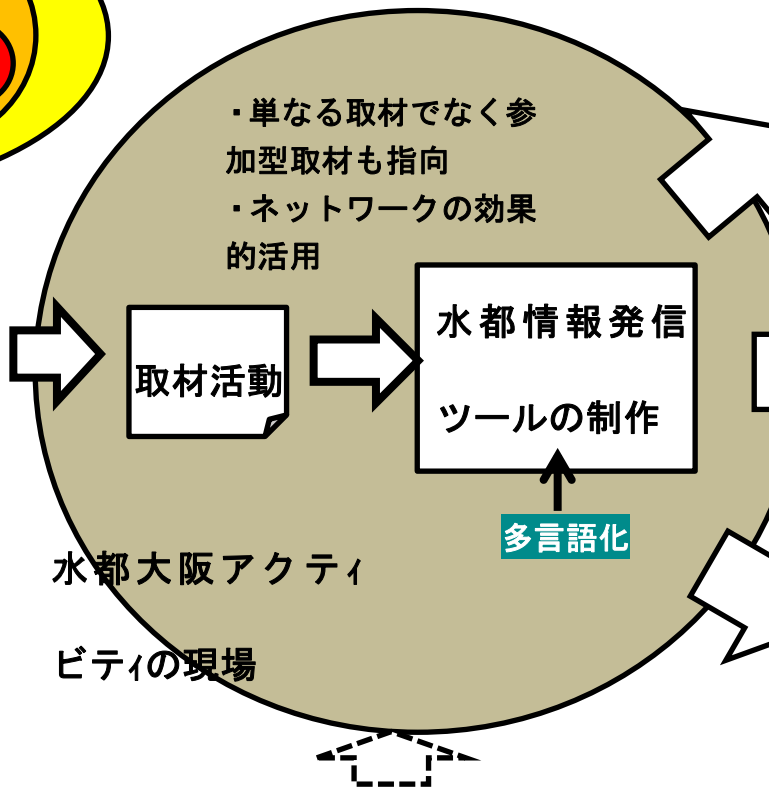 ・単なる取材でなく参
加型取材も指向
・ネットワークの効果
的活用
水都情報発信
ツールの制作
取材活動
多言語化
水都大阪アクティ
ビティの現場